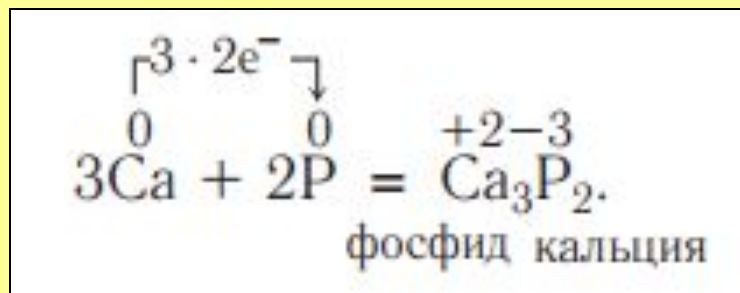 3 · 2e⁻
0 0 +2−3
3Ca + 2P = Ca₃P₂.
фосфид кальция